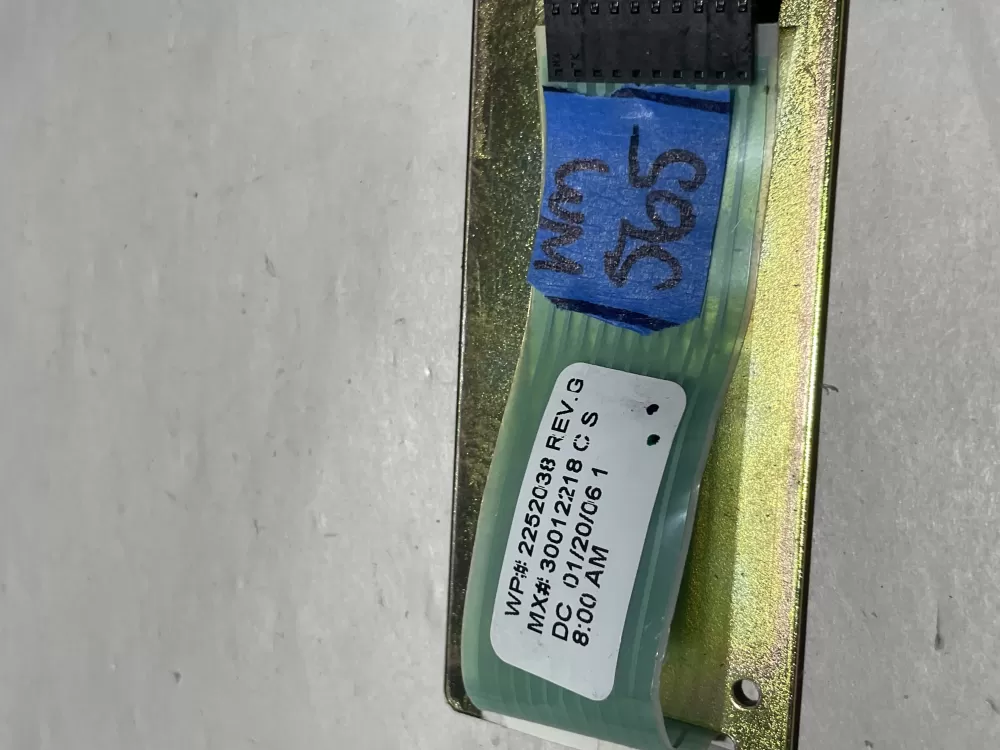 Wm
565
WP#: 2252038 REV.G
MX#: 30012218 C S
DC 01/20/06 1
8:00 AM